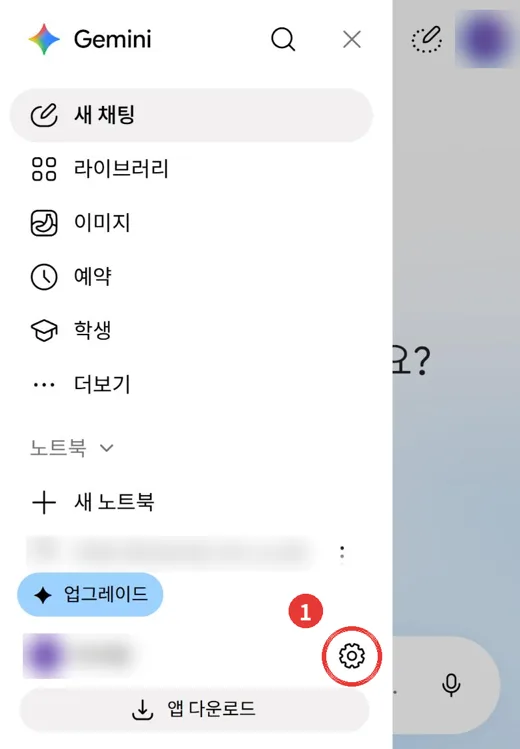 Gemini
새 채팅
라이브러리
이미지
예약
학생
더보기
요?
노트북
새 노트북
업그레이드
1
앱 다운로드